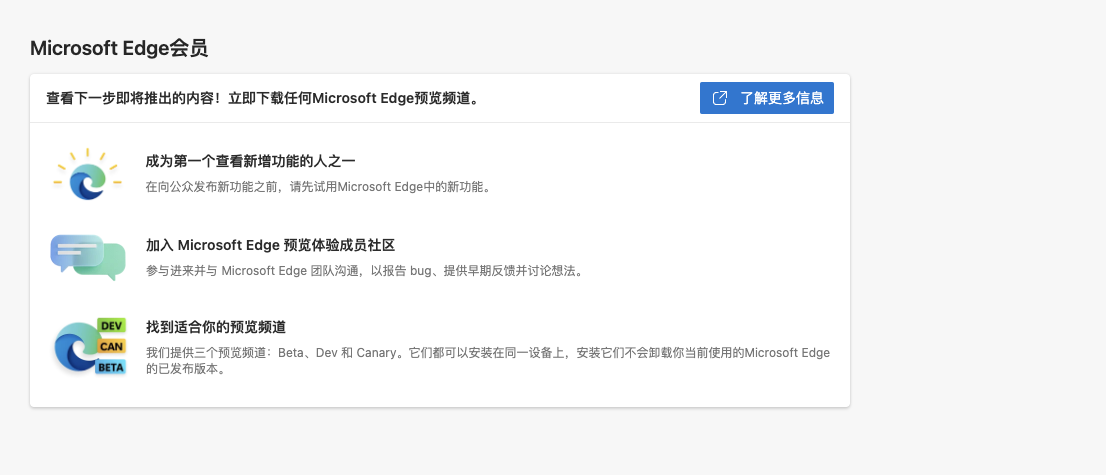 Microsoft Edge会员
查看下一步即将推出的内容！立即下载任何Microsoft Edge预览频道。
了解更多信息
成为第一个查看新增功能的人之一
在向公众发布新功能之前，请先试用Microsoft Edge中的新功能。
加入 Microsoft Edge 预览体验成员社区
参与进来并与 Microsoft Edge 团队沟通，以报告 bug、提供早期反馈并讨论想法。
DEV
CAN
BETA
找到适合你的预览频道
我们提供三个预览频道：Beta、Dev 和 Canary。它们都可以安装在同一设备上，安装它们不会卸载你当前使用的Microsoft Edge
的已发布版本。